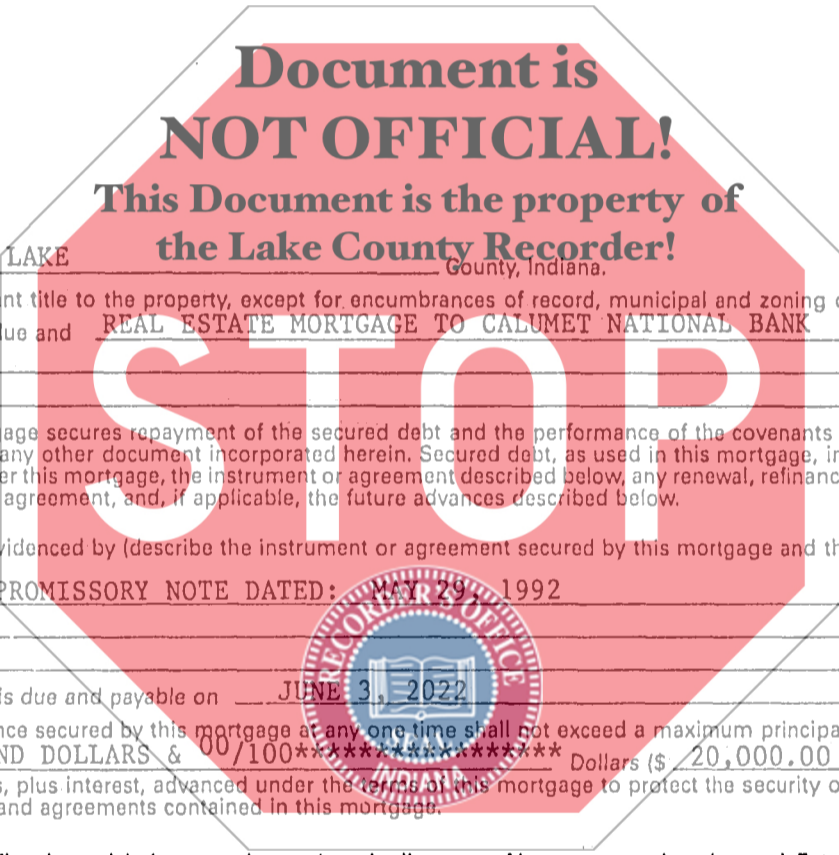 Document is
NOT OFFICIAL!
This Document is the property of
the Lake County Recorder!
LAKE County, Indiana.
nt title to the property, except for encumbrances of record, municipal and zoning
ue and REAL ESTATE MORTGAGE TO CALUMET NATIONAL BANK
STOP
age secures repayment of the secured debt and the performance of the covenants
any other document incorporated herein. Secured debt, as used in this mortgage, in
er this mortgage, the instrument or agreement described below, any renewal, refinanc
agreement, and, if applicable, the future advances described below.
videnced by (describe the instrument or agreement secured by this mortgage and th
PROMISSORY NOTE DATED: MAY 29, 1992
RECORDER'S OFFICE
is due and payable on JUNE 3, 2022
nce secured by this mortgage at any one time shall not exceed a maximum principa
ND DOLLARS & 00/100***************** Dollars ($ 20,000.00
INDIANA
s, plus interest, advanced under the terms of this mortgage to protect the security o
and agreements contained in this mortgage.